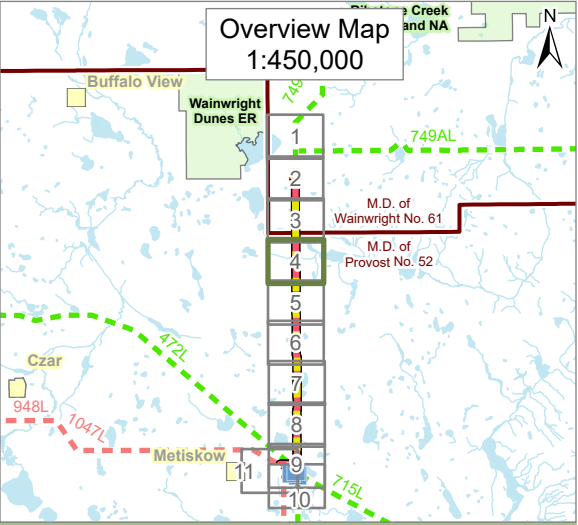 Overview Map
1:450,000
Creek
and NA
N
Buffalo View
Wainwright
Dunes ER
749
749AL
1
2
3
M.D. of
Wainwright No. 61
M.D. of
Provost No. 52
4
5
6
472L
Czar
7
948L
1047L
8
Metiskow
9
11
715L
10